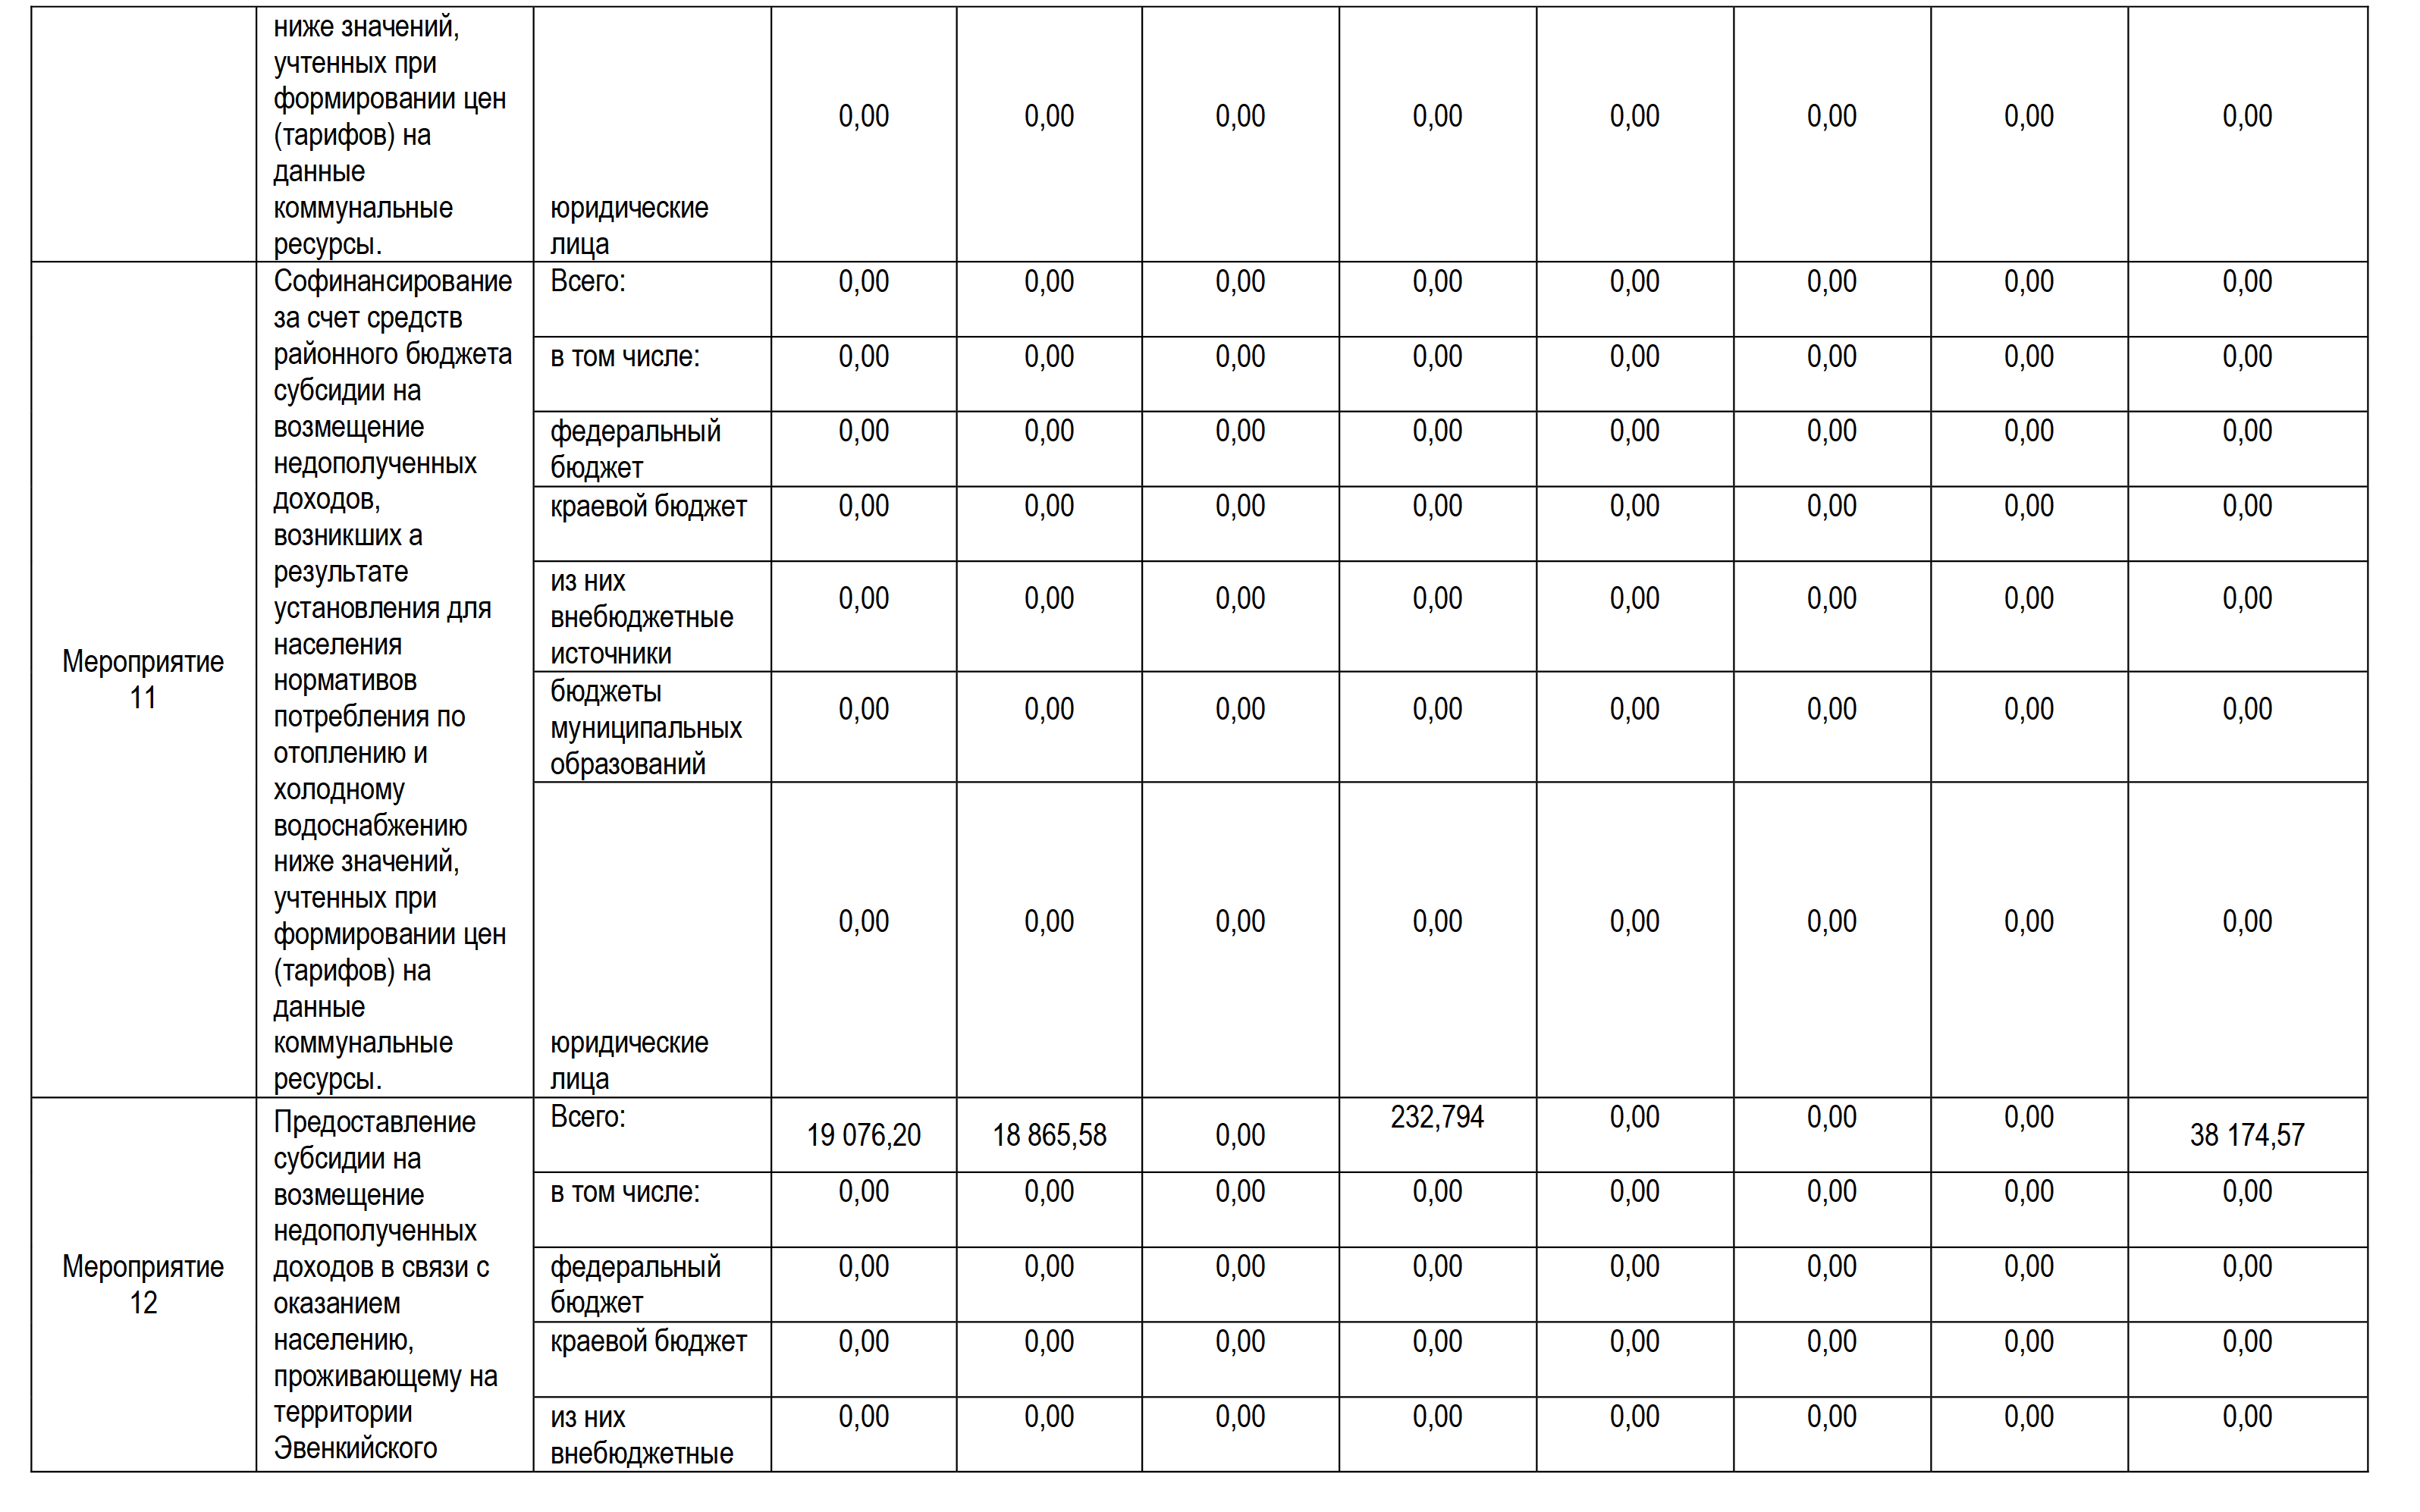 ниже значений,
учтенных при
формировании цен
(тарифов) на
данные
коммунальные
ресурсы.
юридические
лица
0,00 0,00 0,00 0,00 0,00 0,00 0,00 0,00
Мероприятие
11
Софинансирование
за счет средств
районного бюджета
субсидии на
возмещение
недополученных
доходов,
возникших а
результате
установления для
населения
нормативов
потребления по
отоплению и
холодному
водоснабжению
ниже значений,
учтенных при
формировании цен
(тарифов) на
данные
коммунальные
ресурсы.
Всего: 0,00 0,00 0,00 0,00 0,00 0,00 0,00 0,00
в том числе: 0,00 0,00 0,00 0,00 0,00 0,00 0,00 0,00
федеральный
бюджет
0,00 0,00 0,00 0,00 0,00 0,00 0,00 0,00
краевой бюджет 0,00 0,00 0,00 0,00 0,00 0,00 0,00 0,00
из них
внебюджетные
источники
0,00 0,00 0,00 0,00 0,00 0,00 0,00 0,00
бюджеты
муниципальных
образований
0,00 0,00 0,00 0,00 0,00 0,00 0,00 0,00
юридические
лица
0,00 0,00 0,00 0,00 0,00 0,00 0,00 0,00
Мероприятие
12
Предоставление
субсидии на
возмещение
недополученных
доходов в связи с
оказанием
населению,
проживающему на
территории
Эвенкийского
Всего: 19 076,20 18 865,58 0,00 232,794 0,00 0,00 0,00 38 174,57
в том числе: 0,00 0,00 0,00 0,00 0,00 0,00 0,00 0,00
федеральный
бюджет
0,00 0,00 0,00 0,00 0,00 0,00 0,00 0,00
краевой бюджет 0,00 0,00 0,00 0,00 0,00 0,00 0,00 0,00
из них
внебюджетные
0,00 0,00 0,00 0,00 0,00 0,00 0,00 0,00